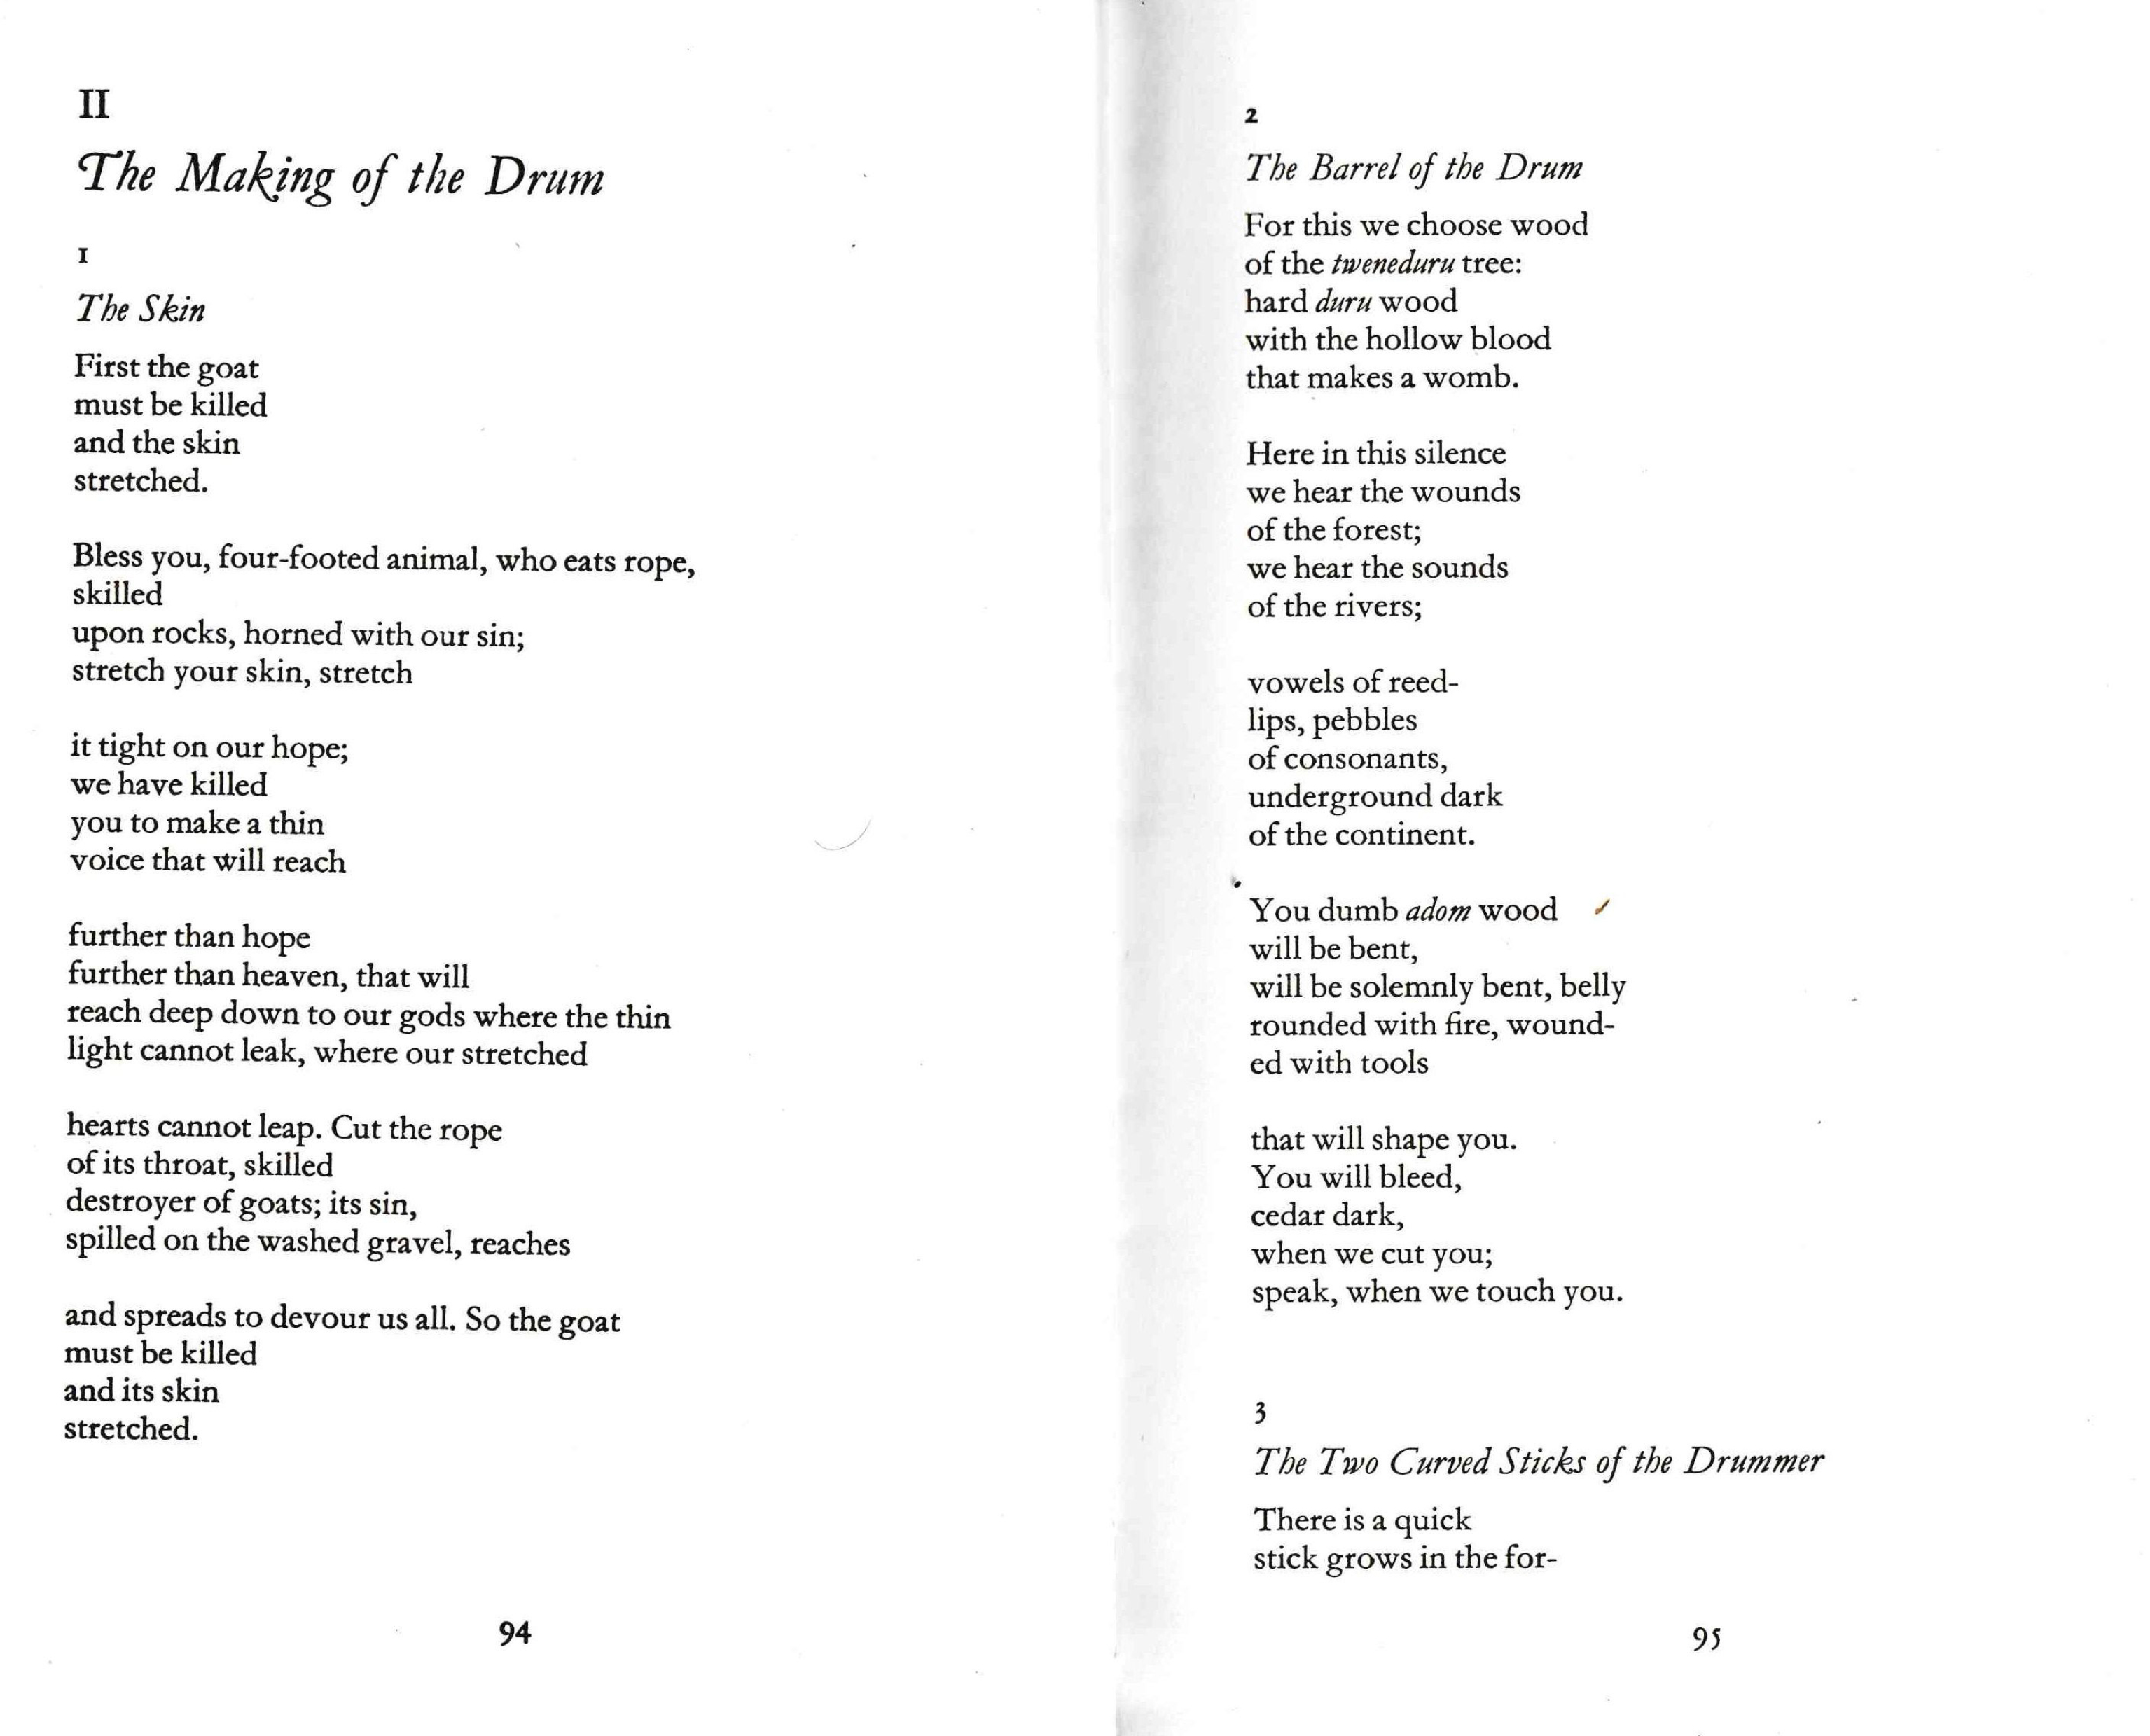 II
The Making of the Drum
1
The Skin
First the goat
must be killed
and the skin
stretched.
Bless you, four-footed animal, who eats rope,
skilled
upon rocks, horned with our sin;
stretch your skin, stretch
it tight on our hope;
we have killed
you to make a thin
voice that will reach
further than hope
further than heaven, that will
reach deep down to our gods where the thin
light cannot leak, where our stretched
hearts cannot leap. Cut the rope
of its throat, skilled
destroyer of goats; its sin,
spilled on the washed gravel, reaches
and spreads to devour us all. So the goat
must be killed
and its skin
stretched.
94
2
The Barrel of the Drum
For this we choose wood
of the tweneduru tree:
hard duru wood
with the hollow blood
that makes a womb.
Here in this silence
we hear the wounds
of the forest;
we hear the sounds
of the rivers;
vowels of reed-
lips, pebbles
of consonants,
underground dark
of the continent.
You dumb adom wood
will be bent,
will be solemnly bent, belly
rounded with fire, wound-
ed with tools
that will shape you.
You will bleed,
cedar dark,
when we cut you;
speak, when we touch you.
3
The Two Curved Sticks of the Drummer
There is a quick
stick grows in the for-
95